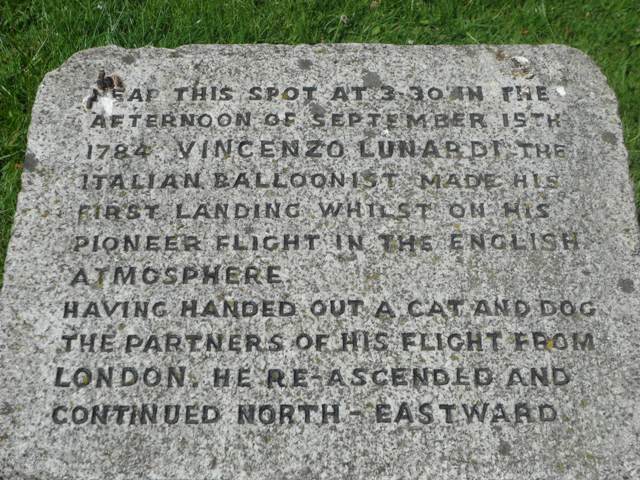 NEAR THIS SPOT AT 3·30 IN THE
AFTERNOON OF SEPTEMBER 15TH
1784 VINCENZO LUNARDI THE
ITALIAN BALLOONIST MADE HIS
FIRST LANDING WHILST ON HIS
PIONEER FLIGHT IN THE ENGLISH
ATMOSPHERE.
HAVING HANDED OUT A CAT AND DOG
THE PARTNERS OF HIS FLIGHT FROM
LONDON. HE RE-ASCENDED AND
CONTINUED NORTH-EASTWARD.